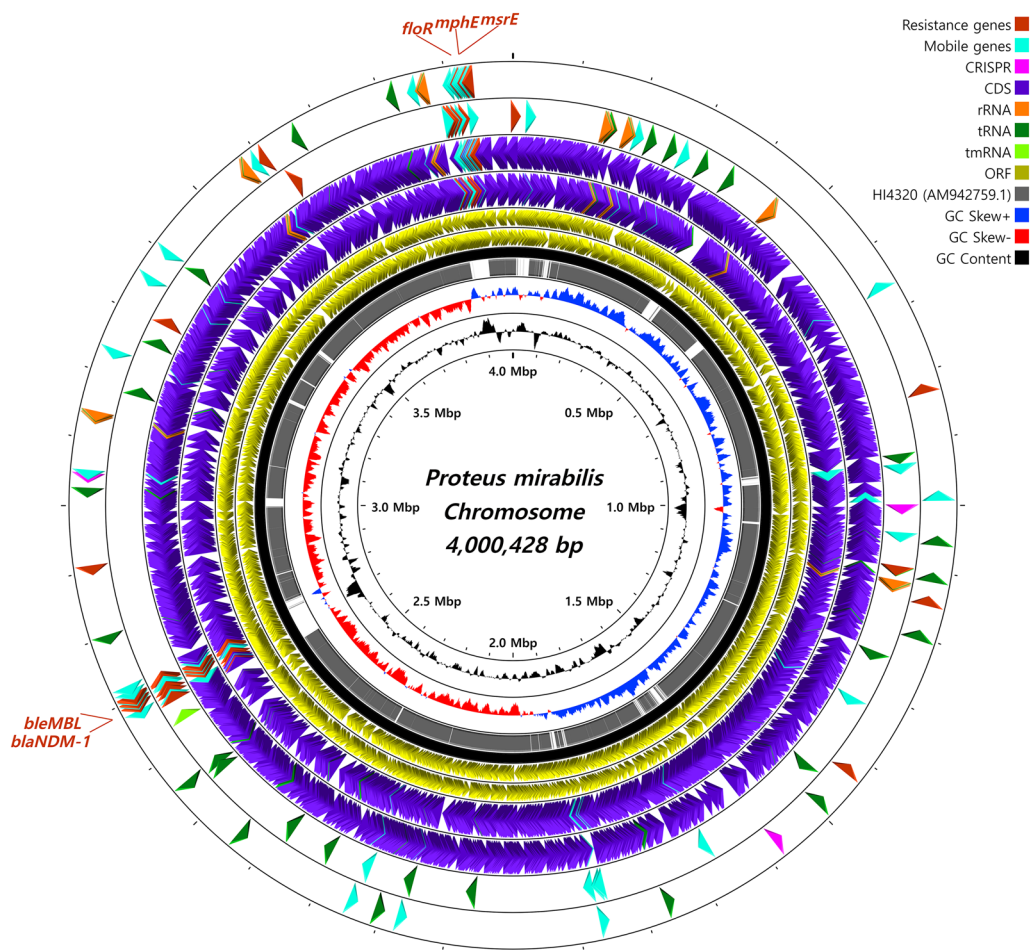 floR mphE msrE
Resistance genes
Mobile genes
CRISPR
CDS
rRNA
tRNA
tmRNA
ORF
HI4320 (AM942759.1)
GC Skew+
GC Skew-
GC Content
4.0 Mbp
3.5 Mbp
0.5 Mbp
Proteus mirabilis
3.0 Mbp
Chromosome
1.0 Mbp
4,000,428 bp
2.5 Mbp
1.5 Mbp
2.0 Mbp
bleMBL
blaNDM-1